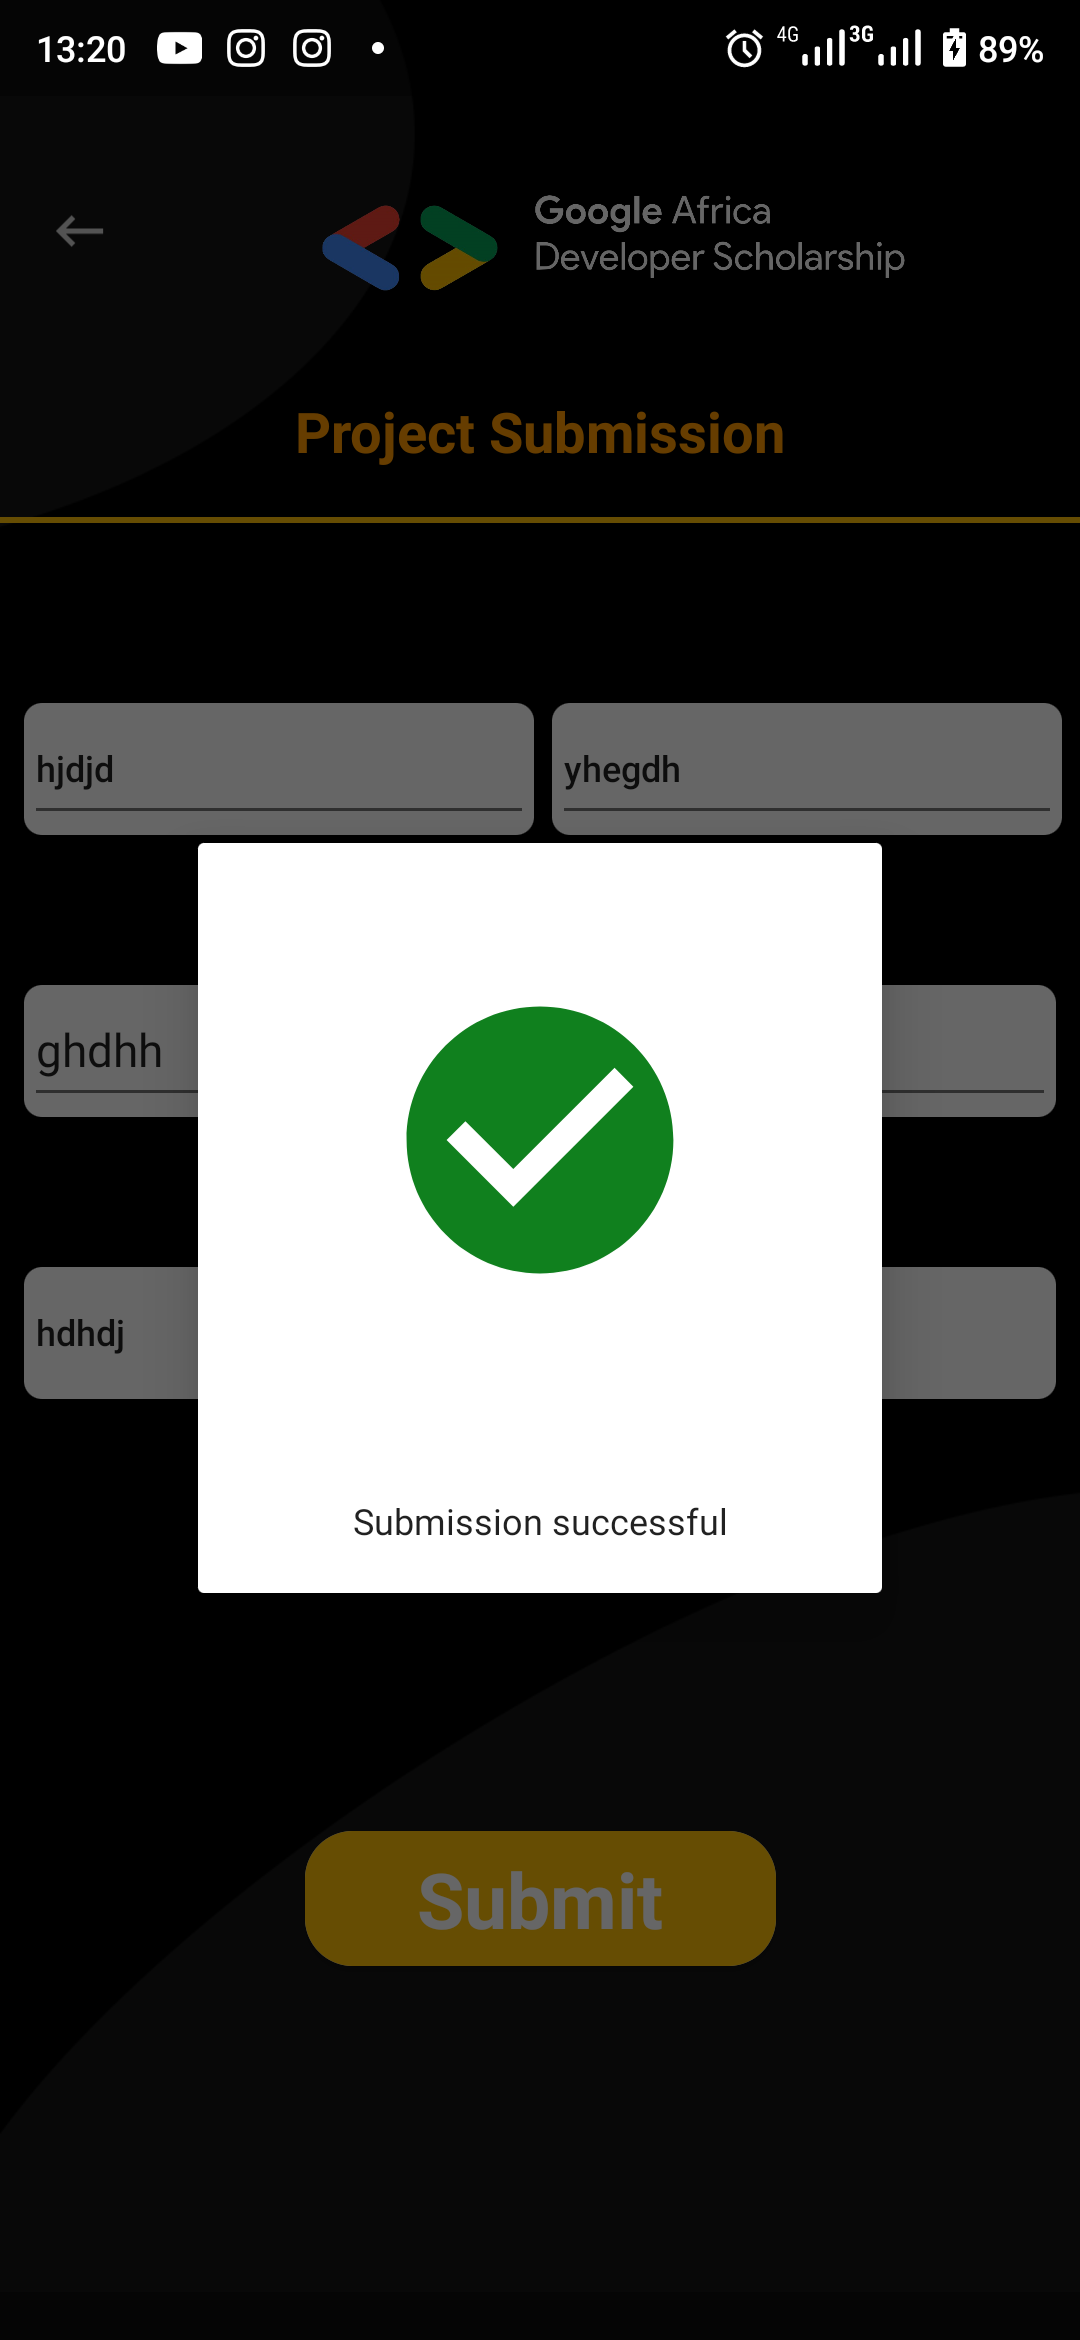 13:20 4G 3G 89%
Google Africa
Developer Scholarship
Project Submission
hjdjd yhegdh
ghdhh
hdhdj
Submission successful
Submit